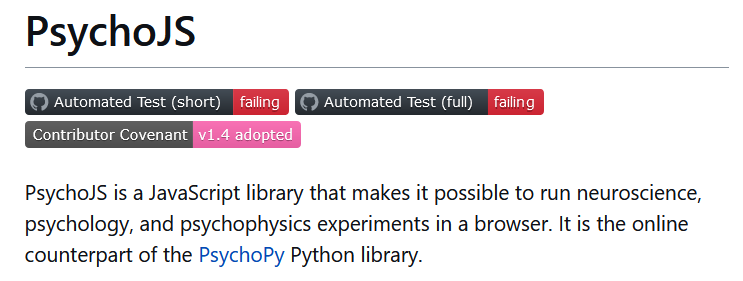 PsychoJS
Automated Test (short) failing Automated Test (full) failing
Contributor Covenant v1.4 adopted
PsychoJS is a JavaScript library that makes it possible to run neuroscience,
psychology, and psychophysics experiments in a browser. It is the online
counterpart of the PsychoPy Python library.